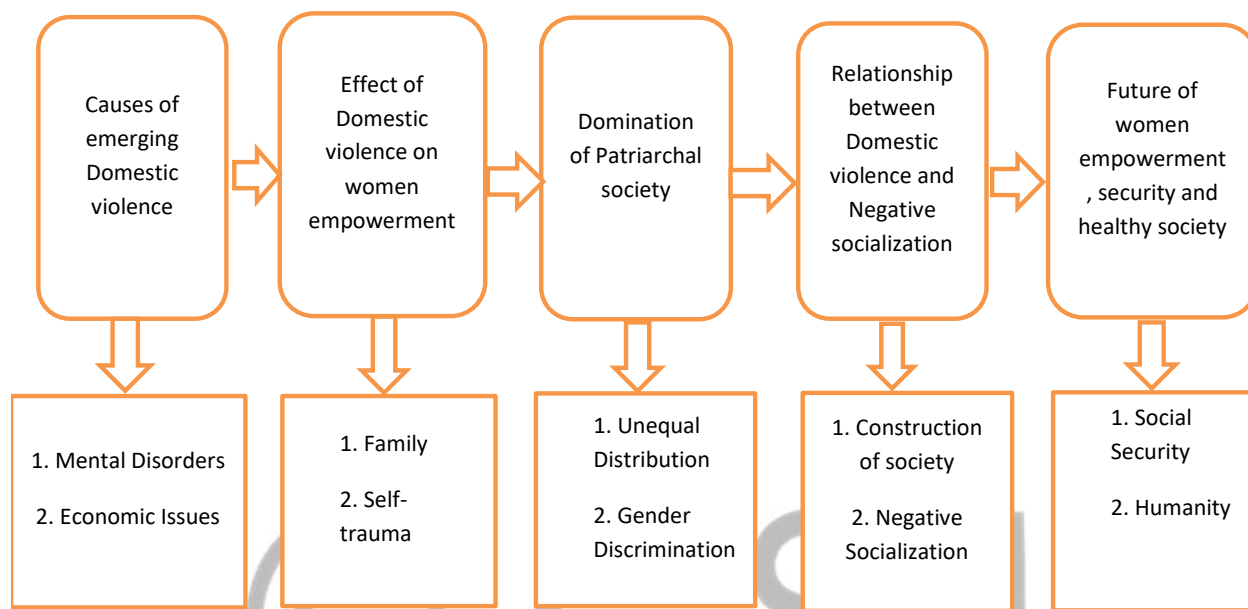 Causes of
emerging
Domestic
violence
Effect of
Domestic
violence on
women
empowerment
Domination
of Patriarchal
society
Relationship
between
Domestic
violence and
Negative
socialization
Future of
women
empowerment
, security and
healthy society
1. Mental Disorders
2. Economic Issues
1. Family
2. Self-
trauma
1. Unequal
Distribution
2. Gender
Discrimination
1. Construction
of society
2. Negative
Socialization
1. Social
Security
2. Humanity